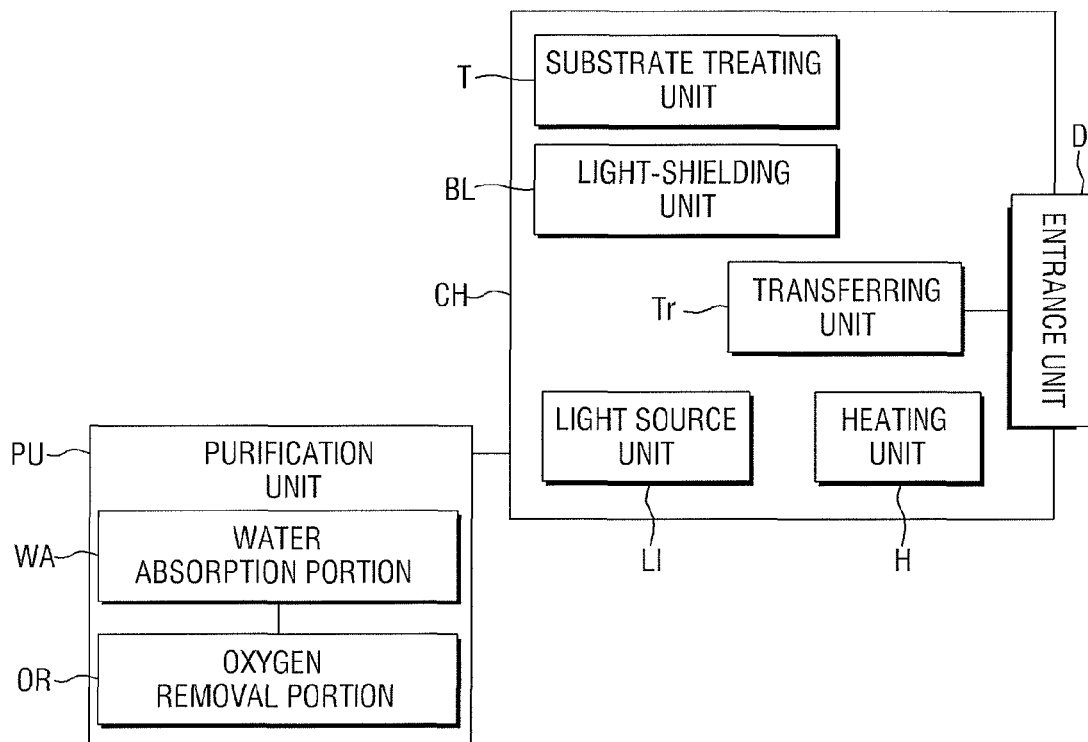 T
SUBSTRATE TREATING
UNIT
BL
LIGHT-SHIELDING
UNIT
D
ENTRANCE UNIT
CH
Tr
TRANSFERRING
UNIT
LIGHT SOURCE
UNIT
HEATING
UNIT
LI
H
PU
PURIFICATION
UNIT
WA
WATER
ABSORPTION PORTION
OR
OXYGEN
REMOVAL PORTION